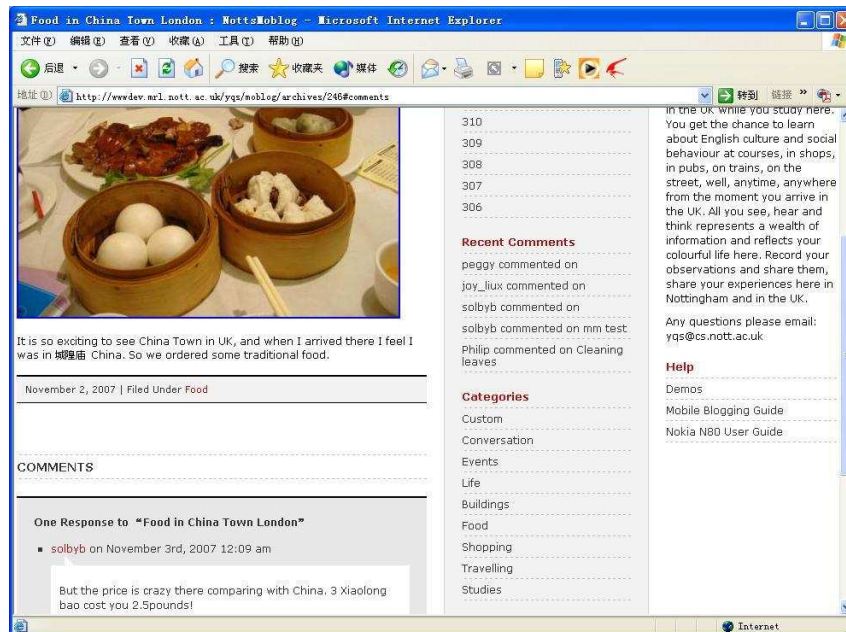 Food in China Town London : NottsMoblog - Microsoft Internet Explorer
文件(F) 编辑(E) 查看(V) 收藏(A) 工具(T) 帮助(H)
后退 搜索 收藏夹 媒体
地址(D) http://wwwdev.mrl.nott.ac.uk/yqs/moblog/archives/246#comments 转到 链接 »
It is so exciting to see China Town in UK, and when I arrived there I feel I
was in 城隍庙 China. So we ordered some traditional food.
November 2, 2007 | Filed Under Food
COMMENTS
One Response to “Food in China Town London”
solbyb on November 3rd, 2007 12:09 am
But the price is crazy there comparing with China. 3 Xiaolong
bao cost you 2.5pounds!
310
309
308
307
306
Recent Comments
peggy commented on
joy_liux commented on
solbyb commented on
solbyb commented on mm test
Philip commented on Cleaning
leaves
Categories
Custom
Conversation
Events
Life
Buildings
Food
Shopping
Travelling
Studies
in the UK while you study here.
You get the chance to learn
about English culture and social
behaviour at courses, in shops,
in pubs, on trains, on the
street, well, anytime, anywhere
from the moment you arrive in
the UK. All you see, hear and
think represents a wealth of
information and reflects your
colourful life here. Record your
observations and share them,
share your experiences here in
Nottingham and in the UK.
Any questions please email:
yqs@cs.nott.ac.uk
Help
Demos
Mobile Blogging Guide
Nokia N80 User Guide
Internet